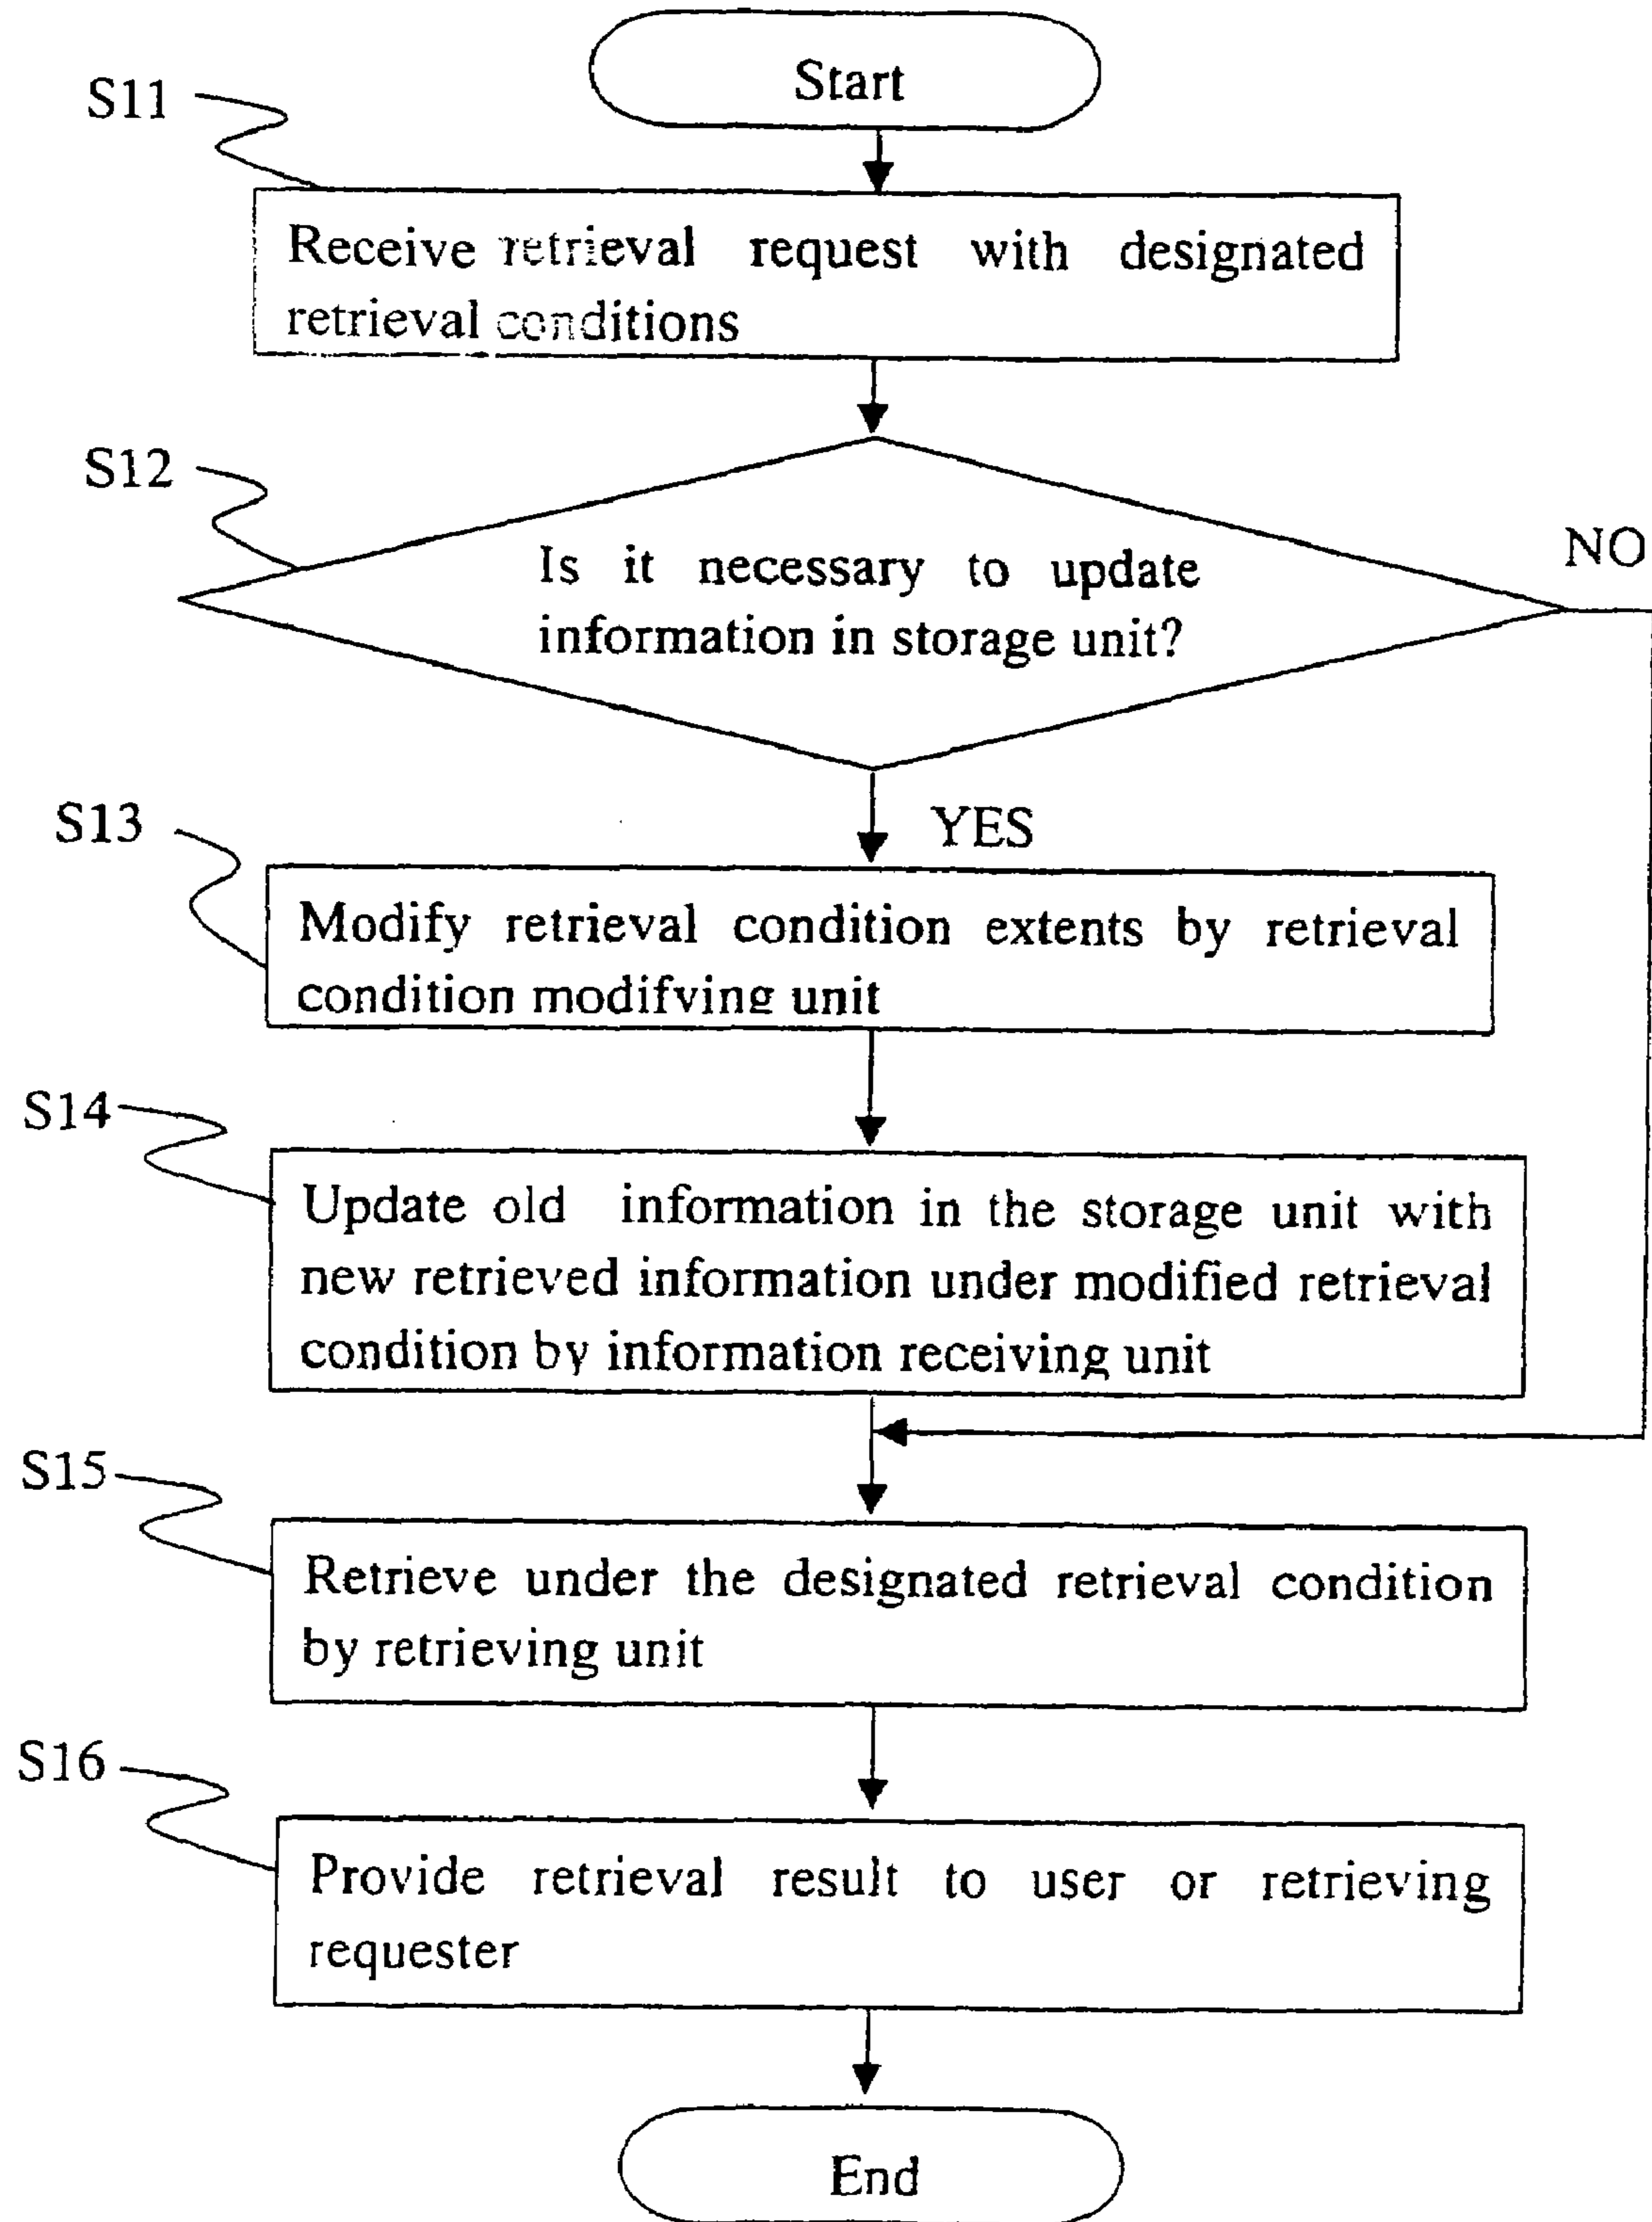 Start
S11
Receive retrieval request with designated
retrieval conditions
S12
Is it necessary to update
information in storage unit?
NO
YES
S13
Modify retrieval condition extents by retrieval
condition modifying unit
S14
Update old information in the storage unit with
new retrieved information under modified retrieval
condition by information receiving unit
S15
Retrieve under the designated retrieval condition
by retrieving unit
S16
Provide retrieval result to user or retrieving
requester
End